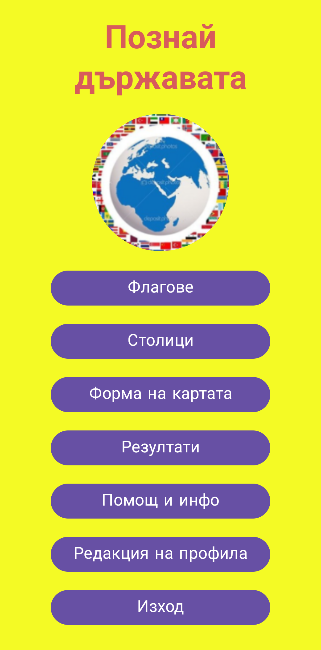 Познай
държавата
Флагове
Столици
Форма на картата
Резултати
Помощ и инфо
Редакция на профила
Изход